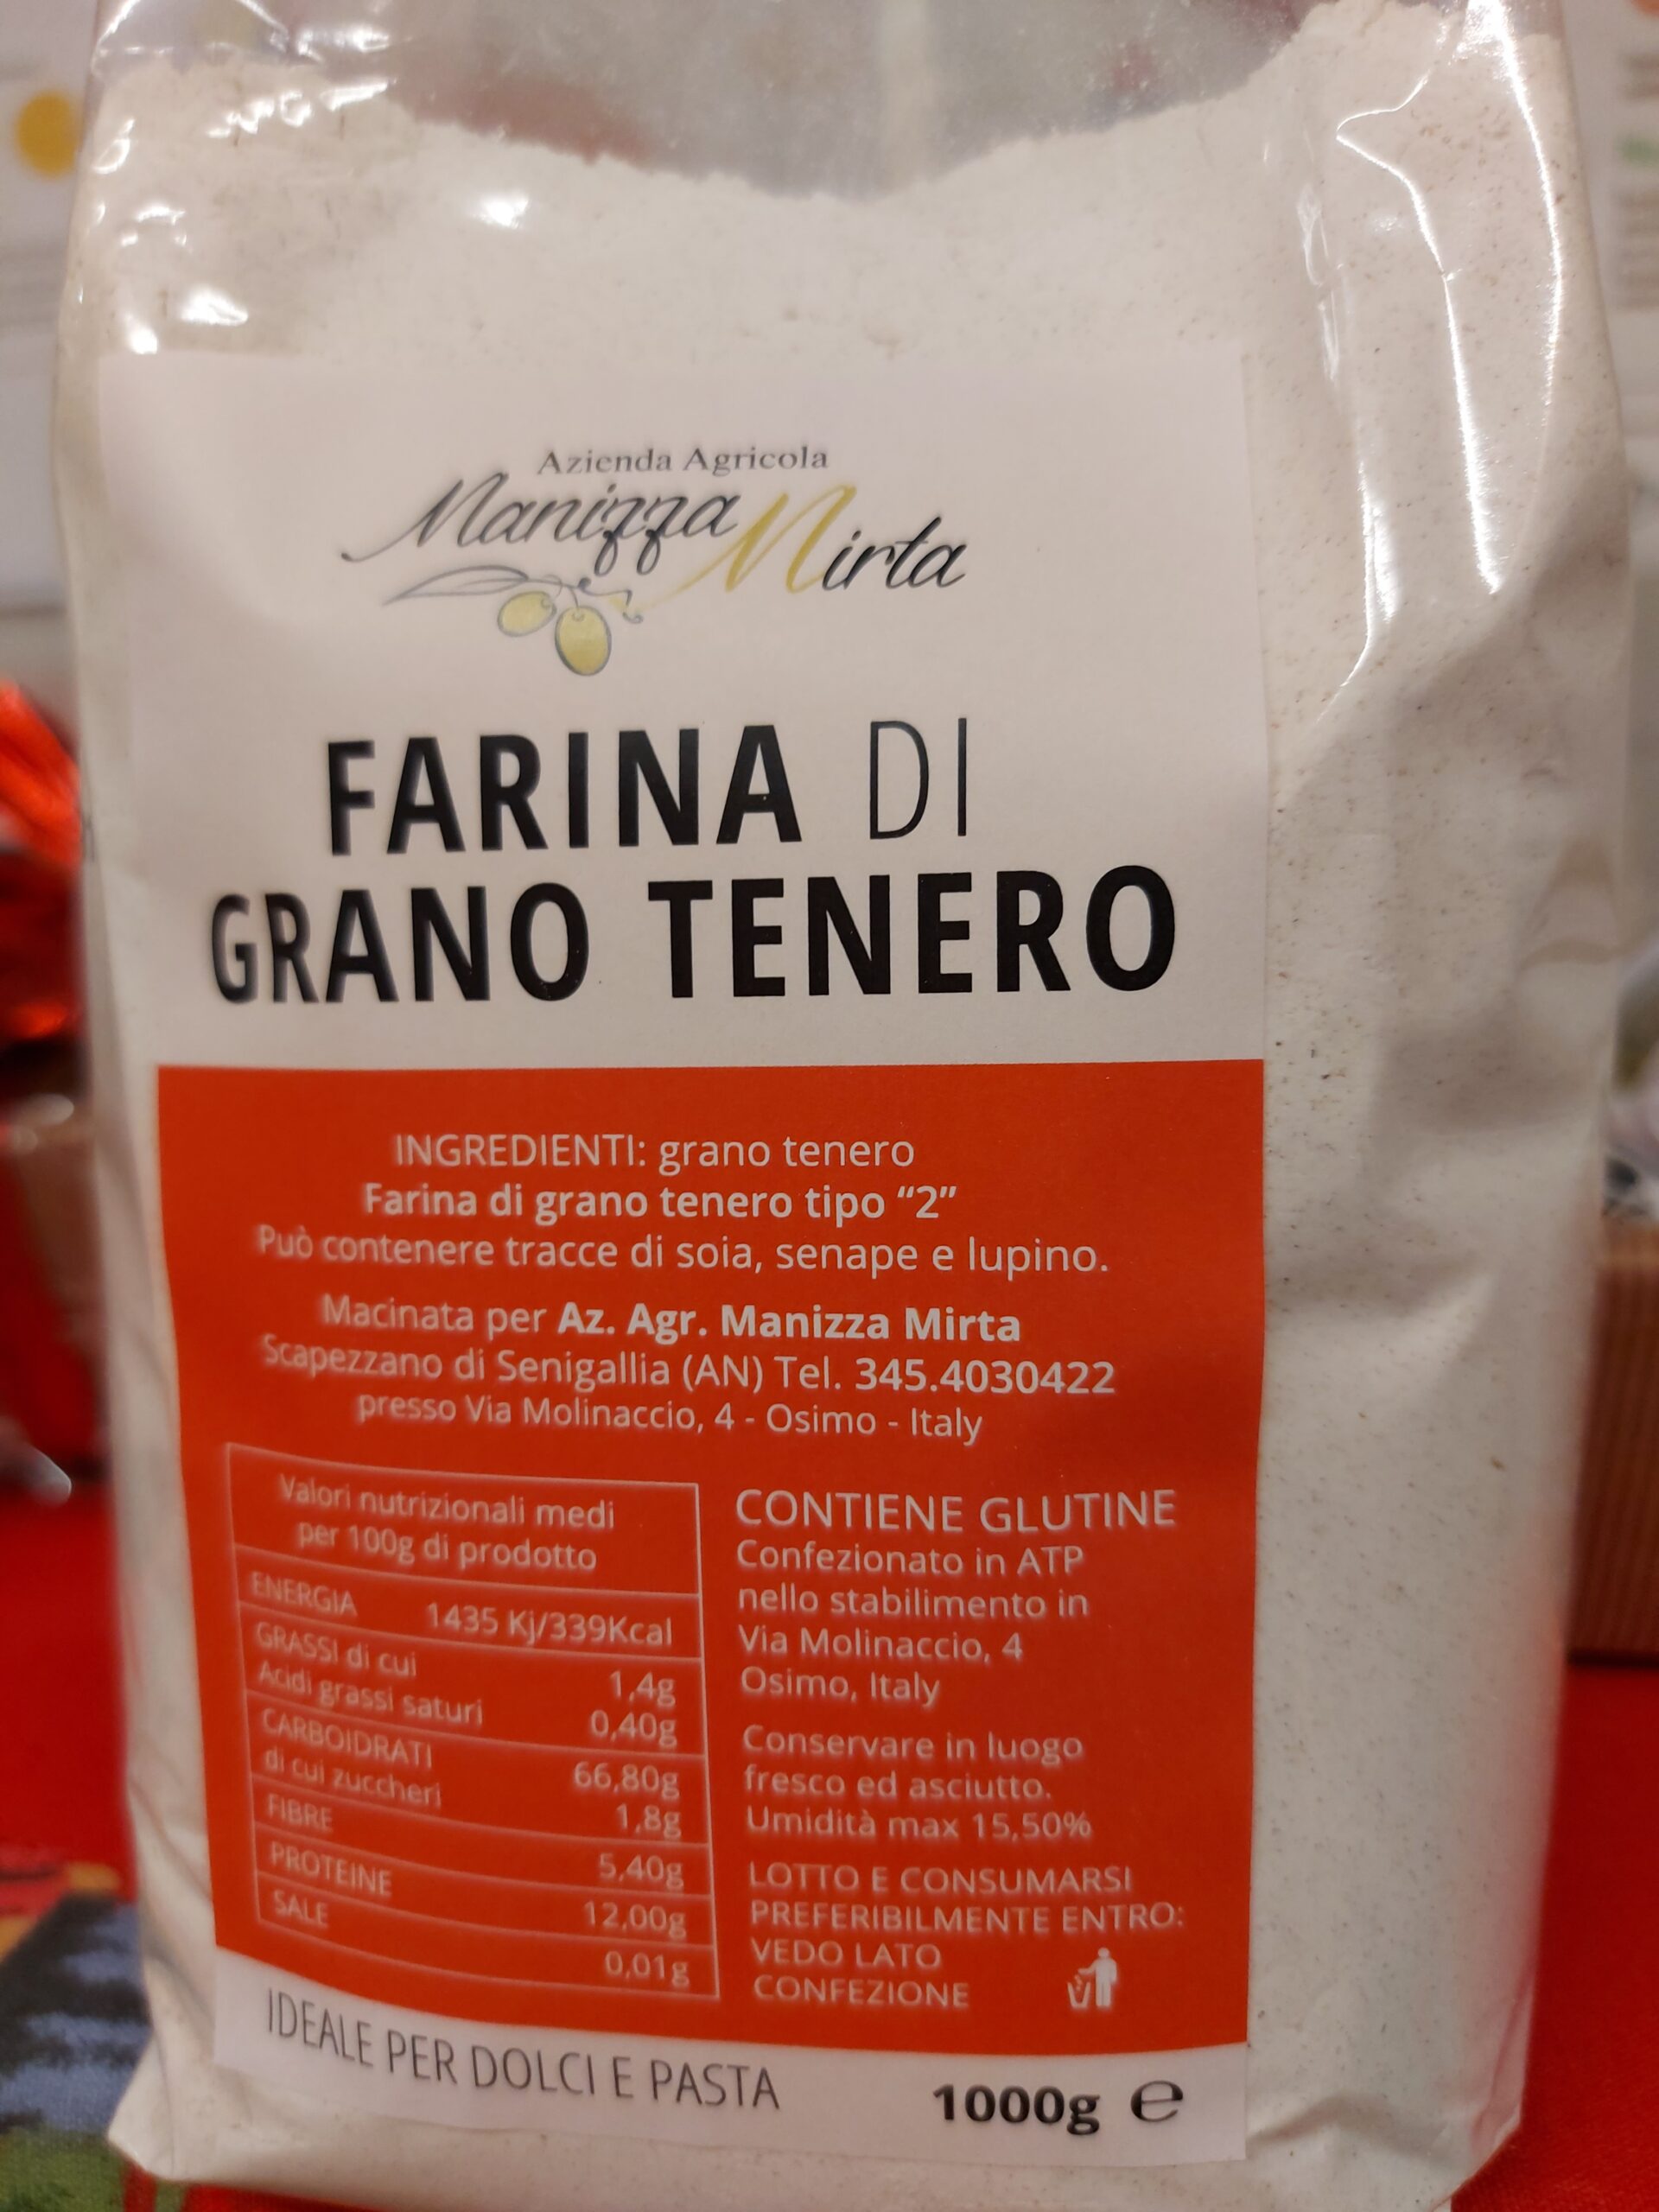 Azienda Agricola
Manizza Mirta
FARINA DI
GRANO TENERO
INGREDIENTI: grano tenero
Farina di grano tenero tipo “2”
Può contenere tracce di soia, senape e lupino.
Macinata per Az. Agr. Manizza Mirta
Scapezzano di Senigallia (AN) Tel. 345.4030422
presso Via Molinaccio, 4 - Osimo - Italy
Valori nutrizionali medi
per 100g di prodotto
ENERGIA 1435 Kj/339Kcal
GRASSI di cui 1,4g
Acidi grassi saturi 0,40g
CARBOIDRATI 66,80g
di cui zuccheri 1,8g
FIBRE 5,40g
PROTEINE 12,00g
SALE 0,01g
CONTIENE GLUTINE
Confezionato in ATP
nello stabilimento in
Via Molinaccio, 4
Osimo, Italy
Conservare in luogo
fresco ed asciutto.
Umidità max 15,50%
LOTTO E CONSUMARSI
PREFERIBILMENTE ENTRO:
VEDO LATO
CONFEZIONE
IDEALE PER DOLCI E PASTA
1000g e